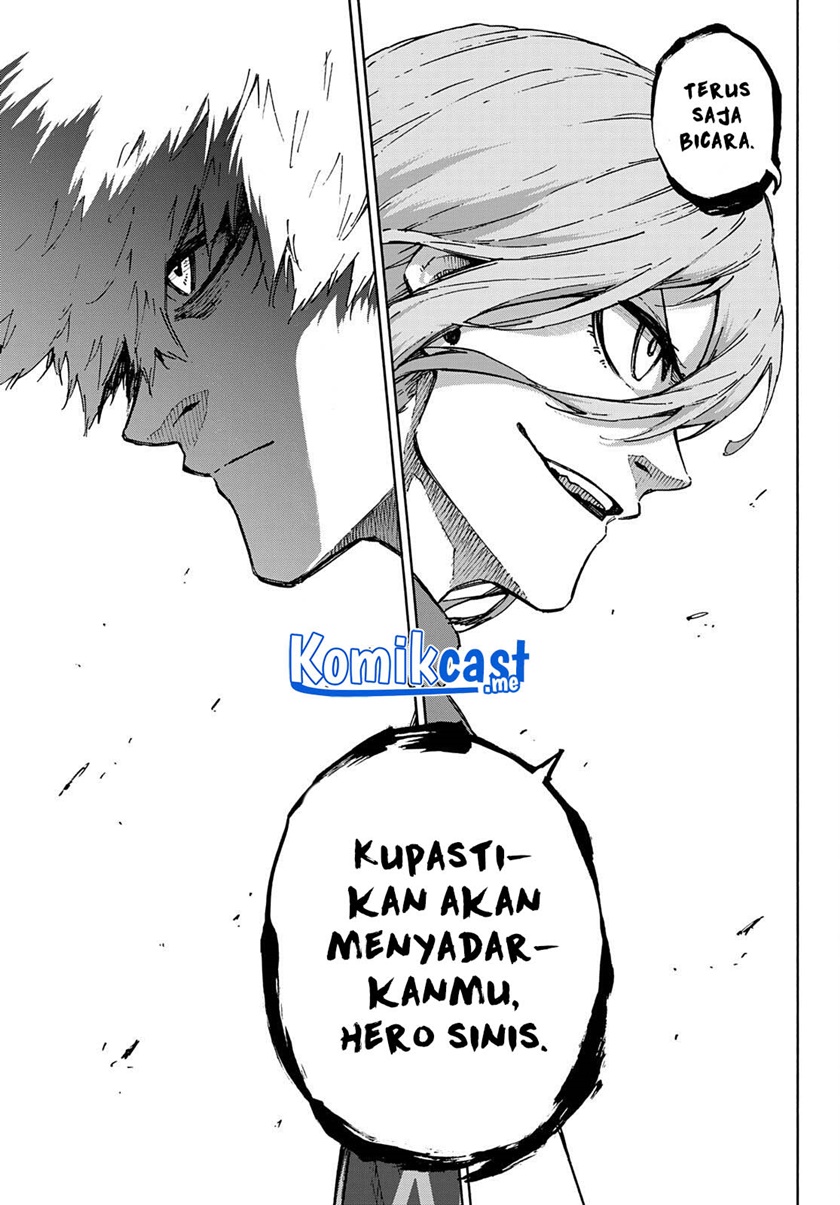 TERUS
SAJA
BICARA.
Komikcast
.me
KUPASTI-
KAN AKAN
MENYADAR-
KANMU,
HERO SINIS.
A